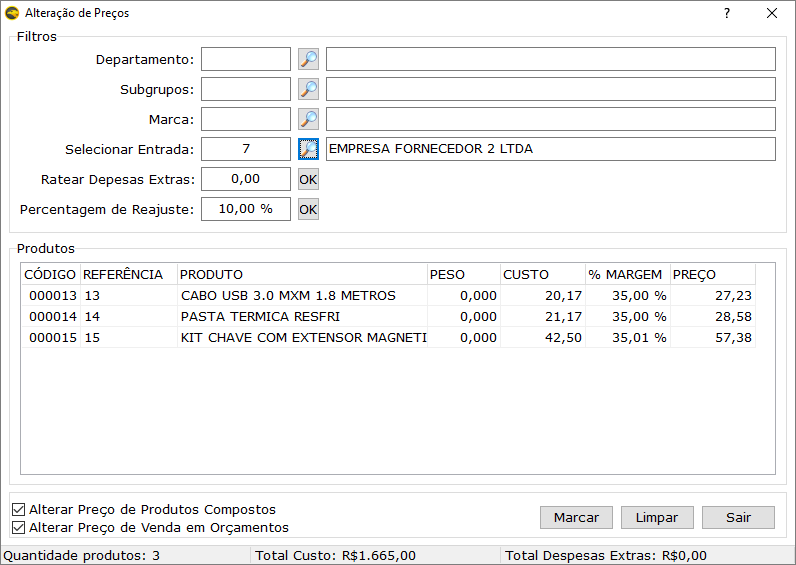 Alteração de Preços ?
Filtros
Departamento:
Subgrupos:
Marca:
Selecionar Entrada: 7 EMPRESA FORNECEDOR 2 LTDA
Ratear Depesas Extras: 0,00 OK
Percentagem de Reajuste: 10,00 % OK
Produtos
CÓDIGO REFERÊNCIA PRODUTO PESO CUSTO % MARGEM PREÇO
000013 13 CABO USB 3.0 MXM 1.8 METROS 0,000 20,17 35,00 % 27,23
000014 14 PASTA TERMICA RESFRI 0,000 21,17 35,00 % 28,58
000015 15 KIT CHAVE COM EXTENSOR MAGNETI 0,000 42,50 35,01 % 57,38
Alterar Preço de Produtos Compostos
Alterar Preço de Venda em Orçamentos
Marcar Limpar Sair
Quantidade produtos: 3 Total Custo: R$1.665,00 Total Despesas Extras: R$0,00